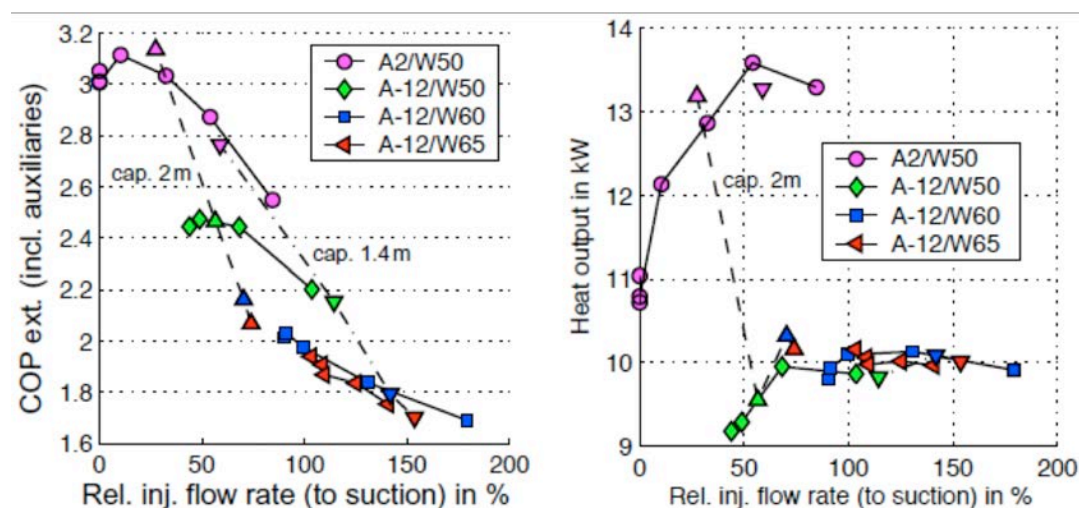 COP ext. (incl. auxiliaries)
3.2
3
2.8
2.6
2.4
2.2
2
1.8
1.6
A2/W50
A-12/W50
A-12/W60
A-12/W65
cap. 2m
cap. 1.4m
0 50 100 150 200
Rel. inj. flow rate (to suction) in %
Heat output in kW
14
13
12
11
10
9
cap. 2m
A2/W50
A-12/W50
A-12/W60
A-12/W65
0 50 100 150 200
Rel. inj. flow rate (to suction) in %